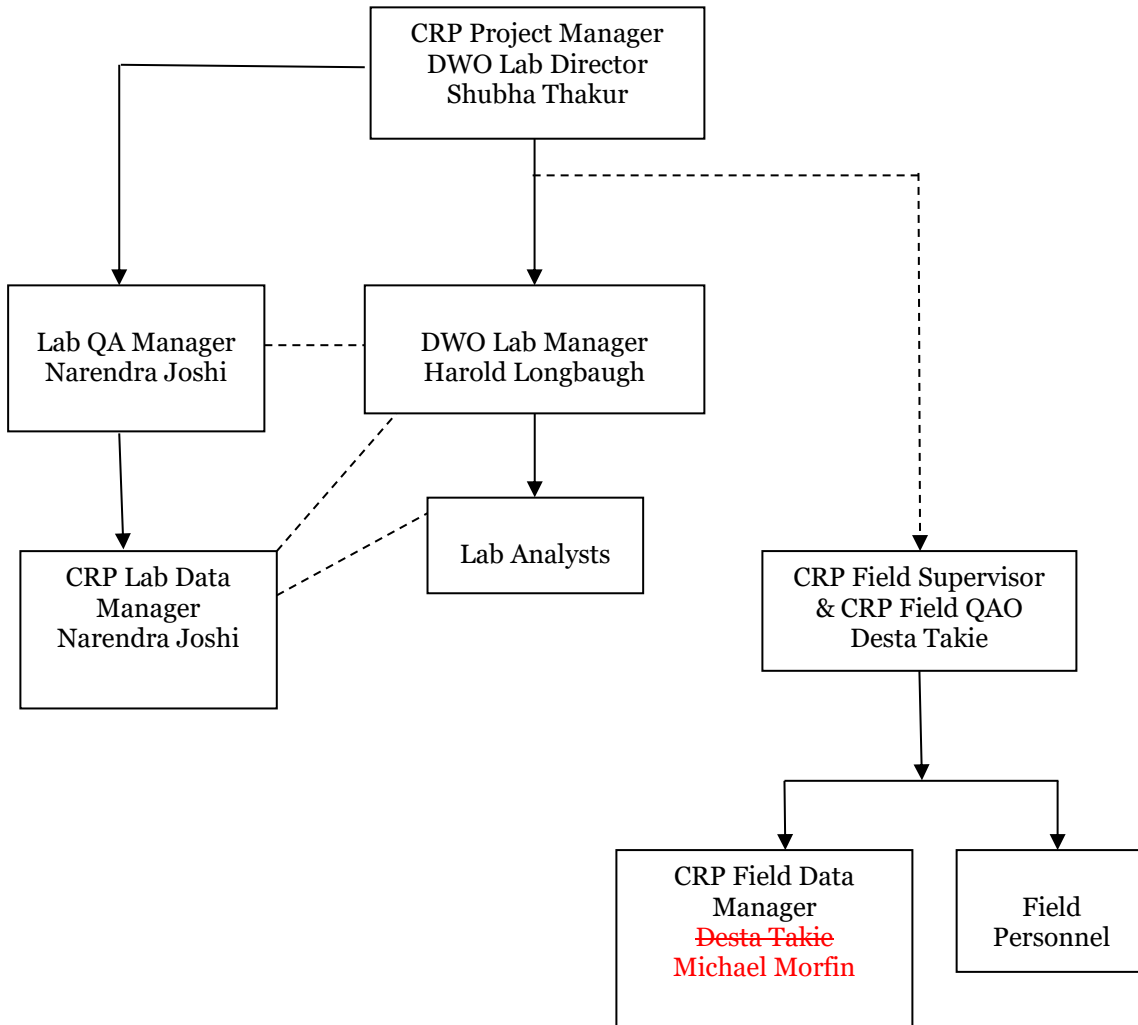 CRP Project Manager
DWO Lab Director
Shubha Thakur
Lab QA Manager
Narendra Joshi
DWO Lab Manager
Harold Longbaugh
Lab Analysts
CRP Lab Data
Manager
Narendra Joshi
CRP Field Supervisor
& CRP Field QAO
Desta Takie
CRP Field Data
Manager
Desta Takie
Michael Morfin
Field
Personnel